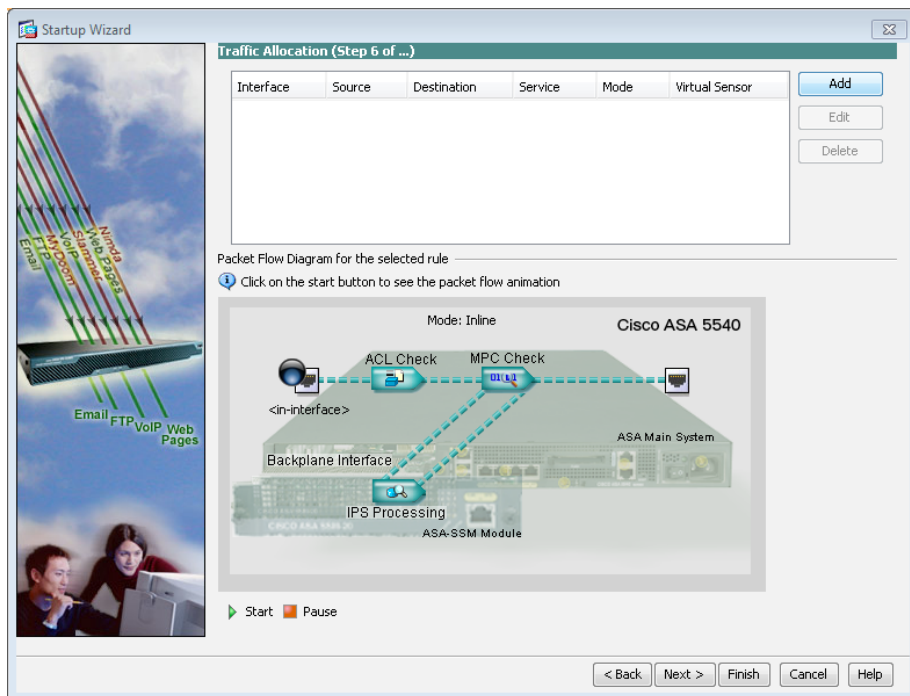 Startup Wizard
Traffic Allocation (Step 6 of ...)
Interface Source Destination Service Mode Virtual Sensor
Add
Edit
Delete
Nimda
Web Pages
Slammer
VoIP
MyDoom
FTP
Email
Email FTP VoIP Web Pages
Packet Flow Diagram for the selected rule
Click on the start button to see the packet flow animation
Mode: Inline
Cisco ASA 5540
ACL Check
MPC Check
<in-interface>
ASA Main System
Backplane Interface
IPS Processing
ASA-SSM Module
Start
Pause
< Back
Next >
Finish
Cancel
Help